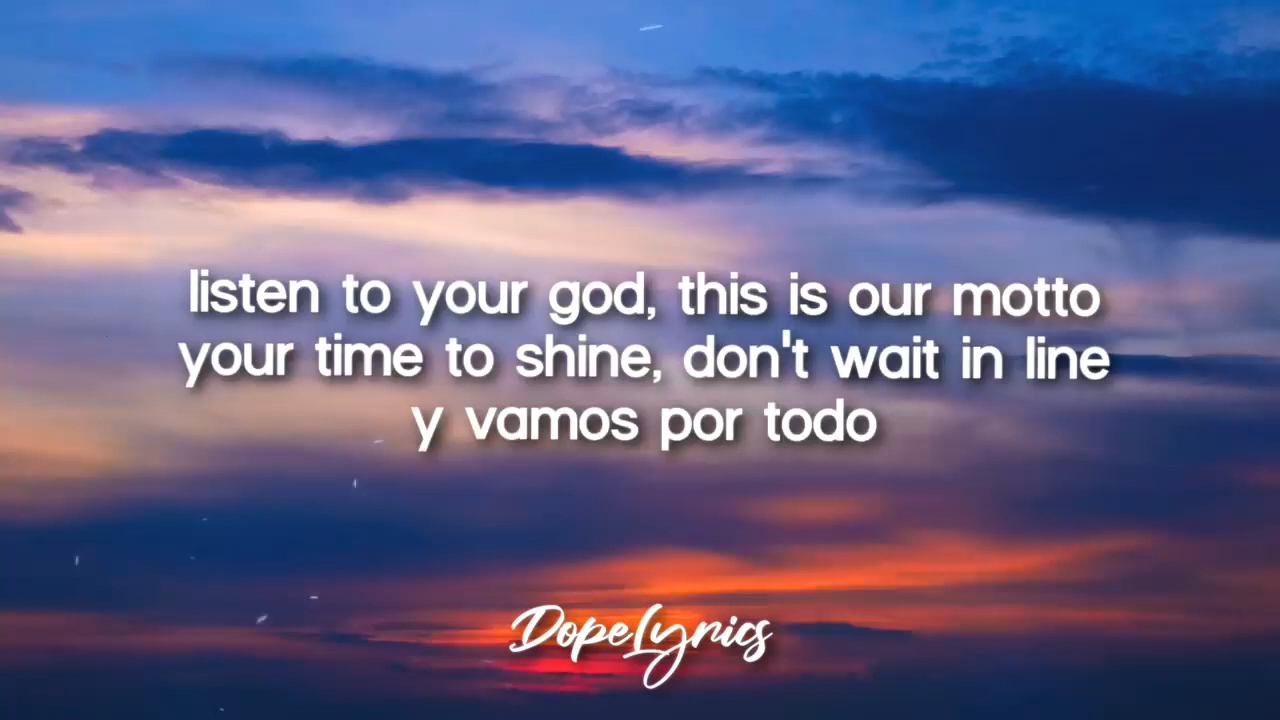 listen to your god, this is our motto
your time to shine, don't wait in line
y vamos por todo
DopeLyrics